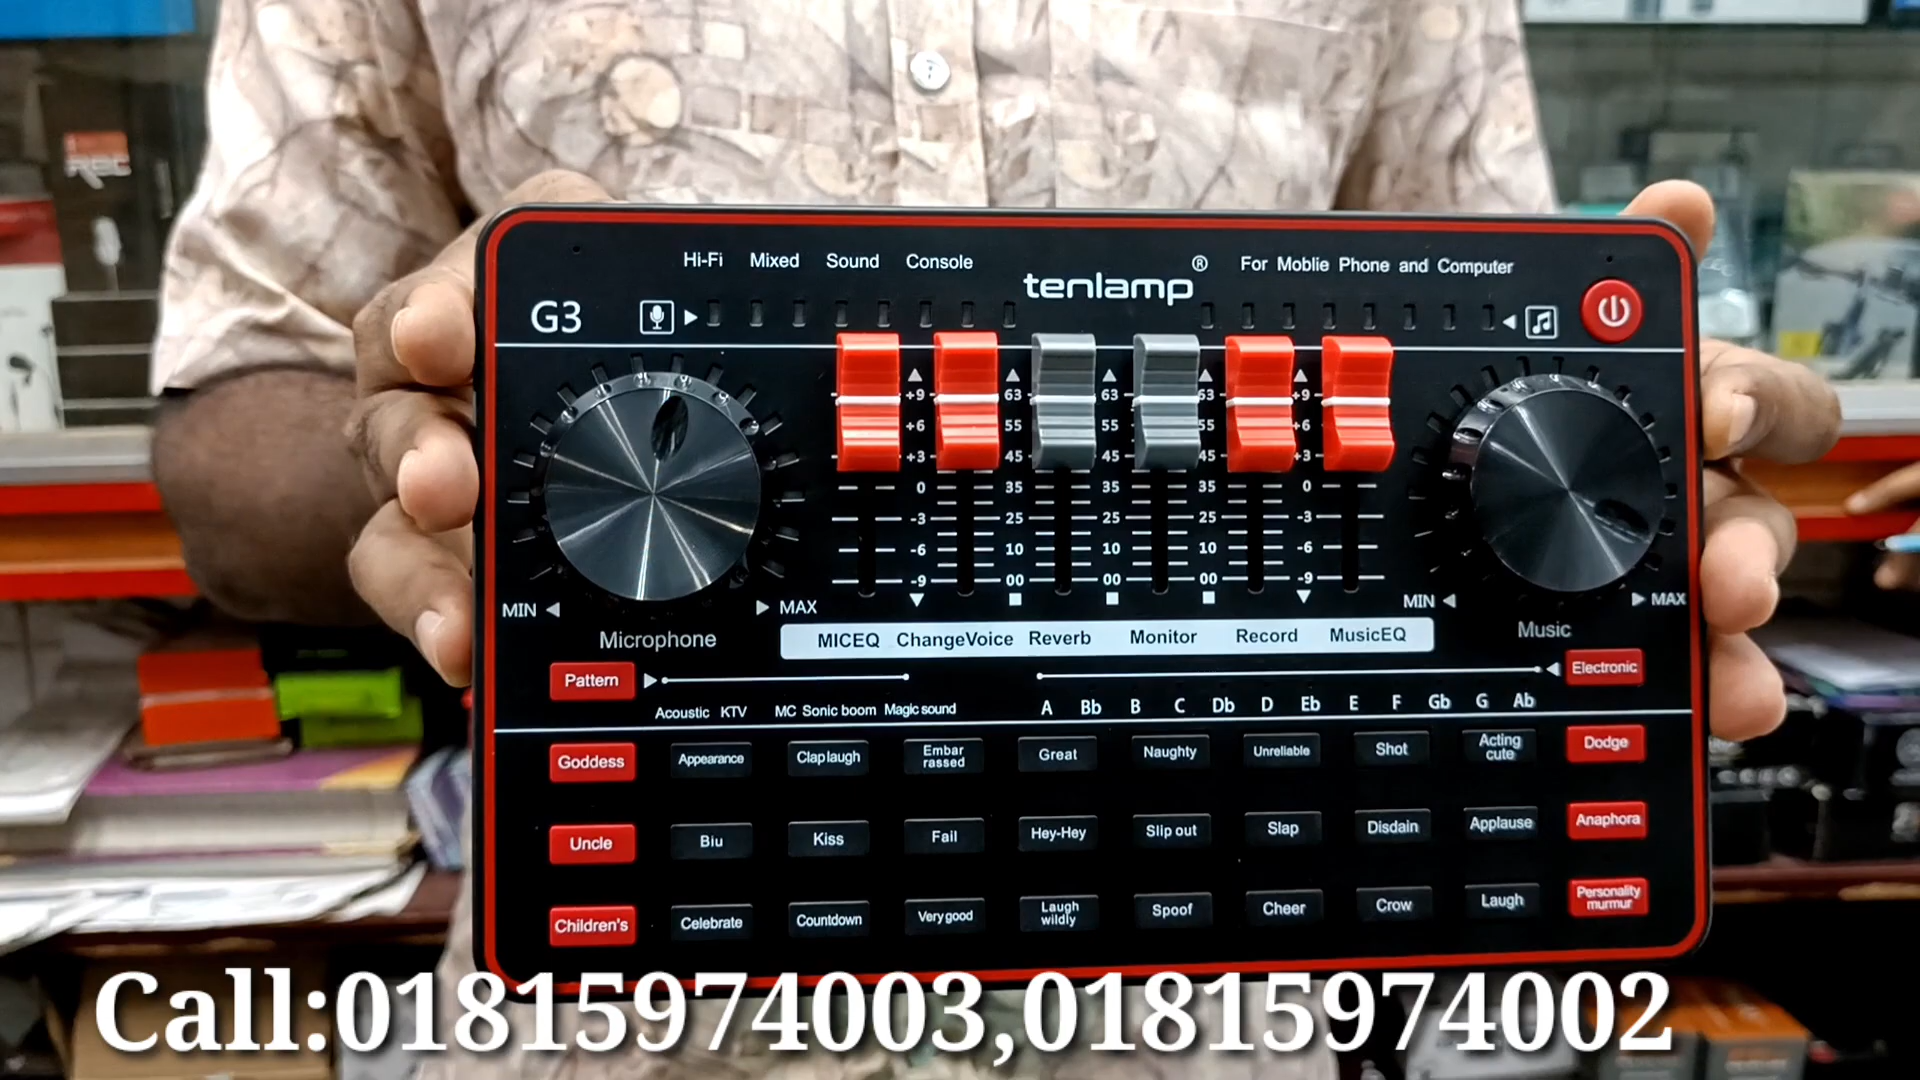 REC
Hi-Fi Mixed Sound Console
tenlamp®
For Moblie Phone and Computer
G3
+9 63 63 63 +9
+6 55 55 55 +6
+3 45 45 45 +3
0 35 35 35 0
-3 25 25 25 -3
-6 10 10 10 -6
-9 00 00 00 -9
MIN MAX
MIN MAX
Microphone
Music
MICEQ ChangeVoice Reverb Monitor Record MusicEQ
Pattern
Electronic
Acoustic KTV MC Sonic boom Magic sound
A Bb B C Db D Eb E F Gb G Ab
Goddess Appearance Clap laugh Embar rassed Great Naughty Unreliable Shot Acting cute Dodge
Uncle Biu Kiss Fail Hey-Hey Slip out Slap Disdain Applause Anaphora
Children's Celebrate Countdown Very good Laugh wildly Spoof Cheer Crow Laugh Personality murmur
Call:01815974003,01815974002